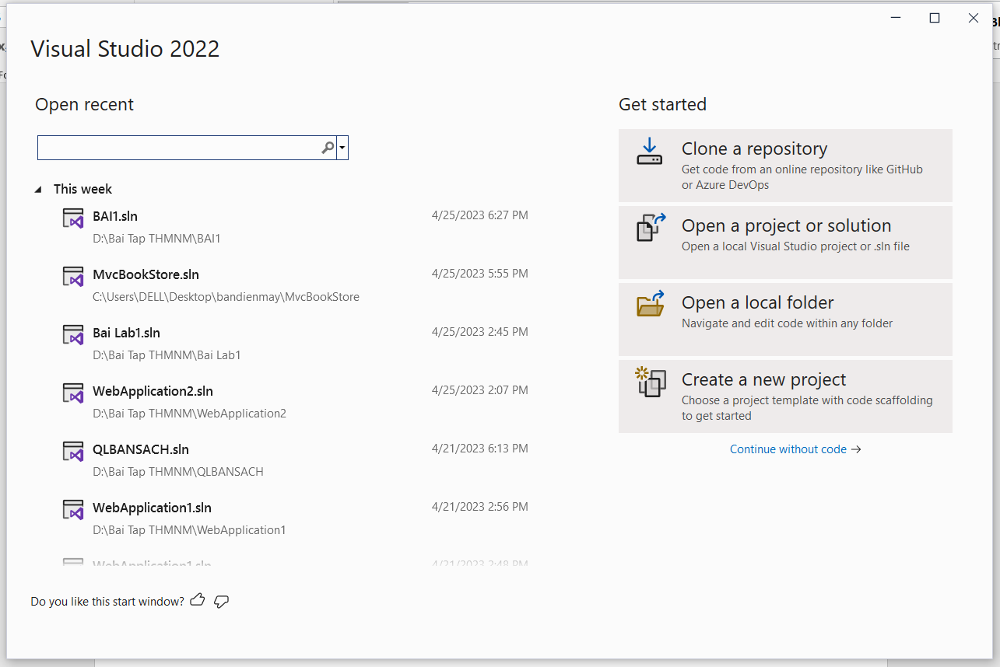 Visual Studio 2022
Open recent
This week
BAI1.sln
4/25/2023 6:27 PM
D:\Bai Tap THMNM\BAI1
MvcBookStore.sln
4/25/2023 5:55 PM
C:\Users\DELL\Desktop\bandienmay\MvcBookStore
Bai Lab1.sln
4/25/2023 2:45 PM
D:\Bai Tap THMNM\Bai Lab1
WebApplication2.sln
4/25/2023 2:07 PM
D:\Bai Tap THMNM\WebApplication2
QLBANSACH.sln
4/21/2023 6:13 PM
D:\Bai Tap THMNM\QLBANSACH
WebApplication1.sln
4/21/2023 2:56 PM
D:\Bai Tap THMNM\WebApplication1
WebApplication1.sln
4/21/2023 2:48 PM
Do you like this start window?
Get started
Clone a repository
Get code from an online repository like GitHub
or Azure DevOps
Open a project or solution
Open a local Visual Studio project or .sln file
Open a local folder
Navigate and edit code within any folder
Create a new project
Choose a project template with code scaffolding
to get started
Continue without code →